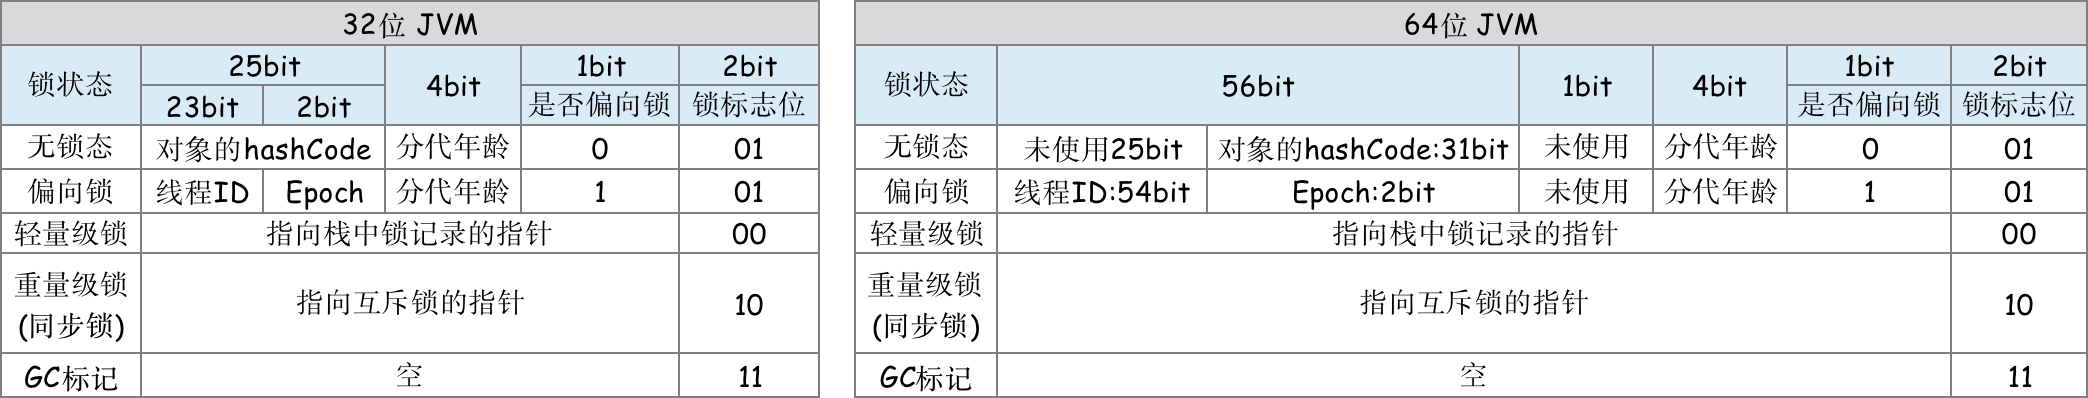 32位 JVM
锁状态 25bit 4bit 1bit 2bit
23bit 2bit 是否偏向锁 锁标志位
无锁态 对象的hashCode 分代年龄 0 01
偏向锁 线程ID Epoch 分代年龄 1 01
轻量级锁 指向栈中锁记录的指针 00
重量级锁
(同步锁) 指向互斥锁的指针 10
GC标记 空 11
64位 JVM
锁状态 56bit 1bit 4bit 1bit 2bit
是否偏向锁 锁标志位
无锁态 未使用25bit 对象的hashCode:31bit 未使用 分代年龄 0 01
偏向锁 线程ID:54bit Epoch:2bit 未使用 分代年龄 1 01
轻量级锁 指向栈中锁记录的指针 00
重量级锁
(同步锁) 指向互斥锁的指针 10
GC标记 空 11